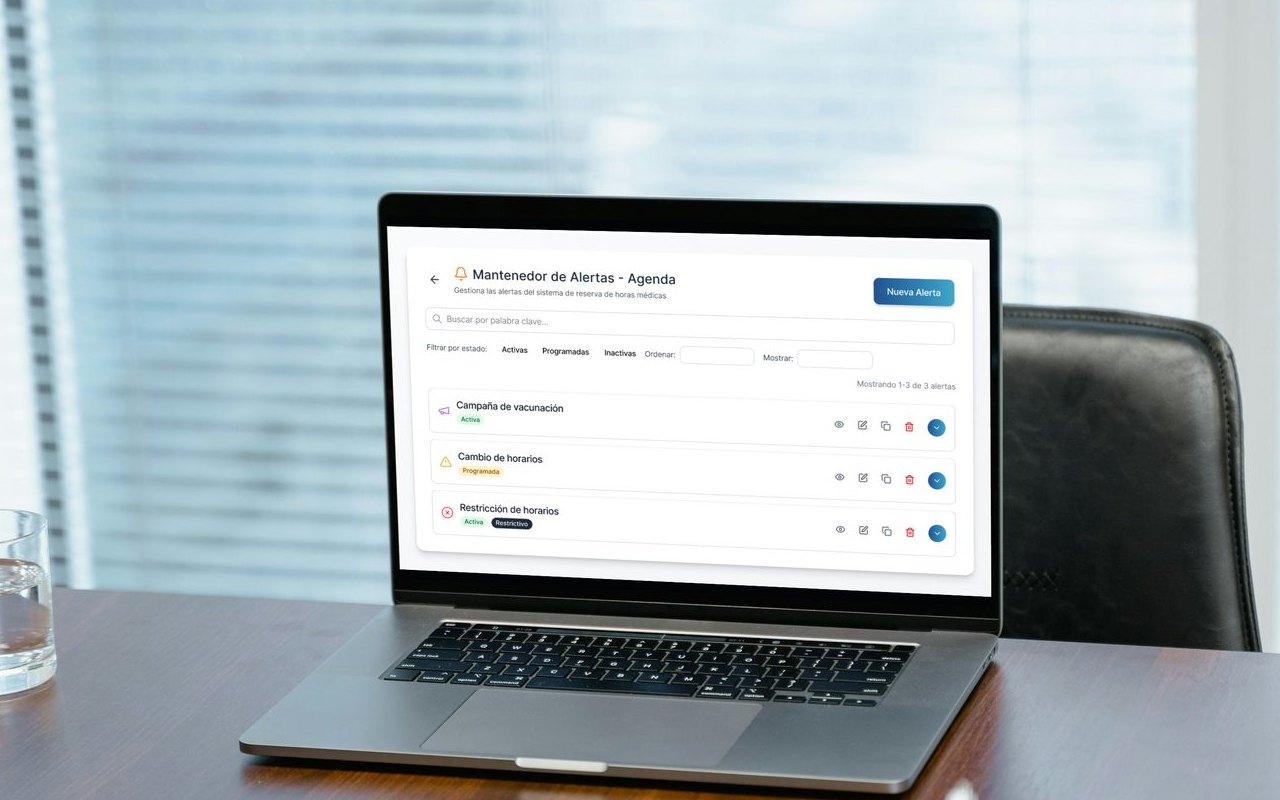 Mantenedor de Alertas - Agenda
Gestiona las alertas del sistema de reserva de horas médicas
Nueva Alerta
Buscar por palabra clave...
Filtrar por estado: Activas Programadas Inactivas Ordenar: Mostrar:
Mostrando 1-3 de 3 alertas
Campaña de vacunación
Activa
Cambio de horarios
Programada
Restricción de horarios
Activa Restrictivo